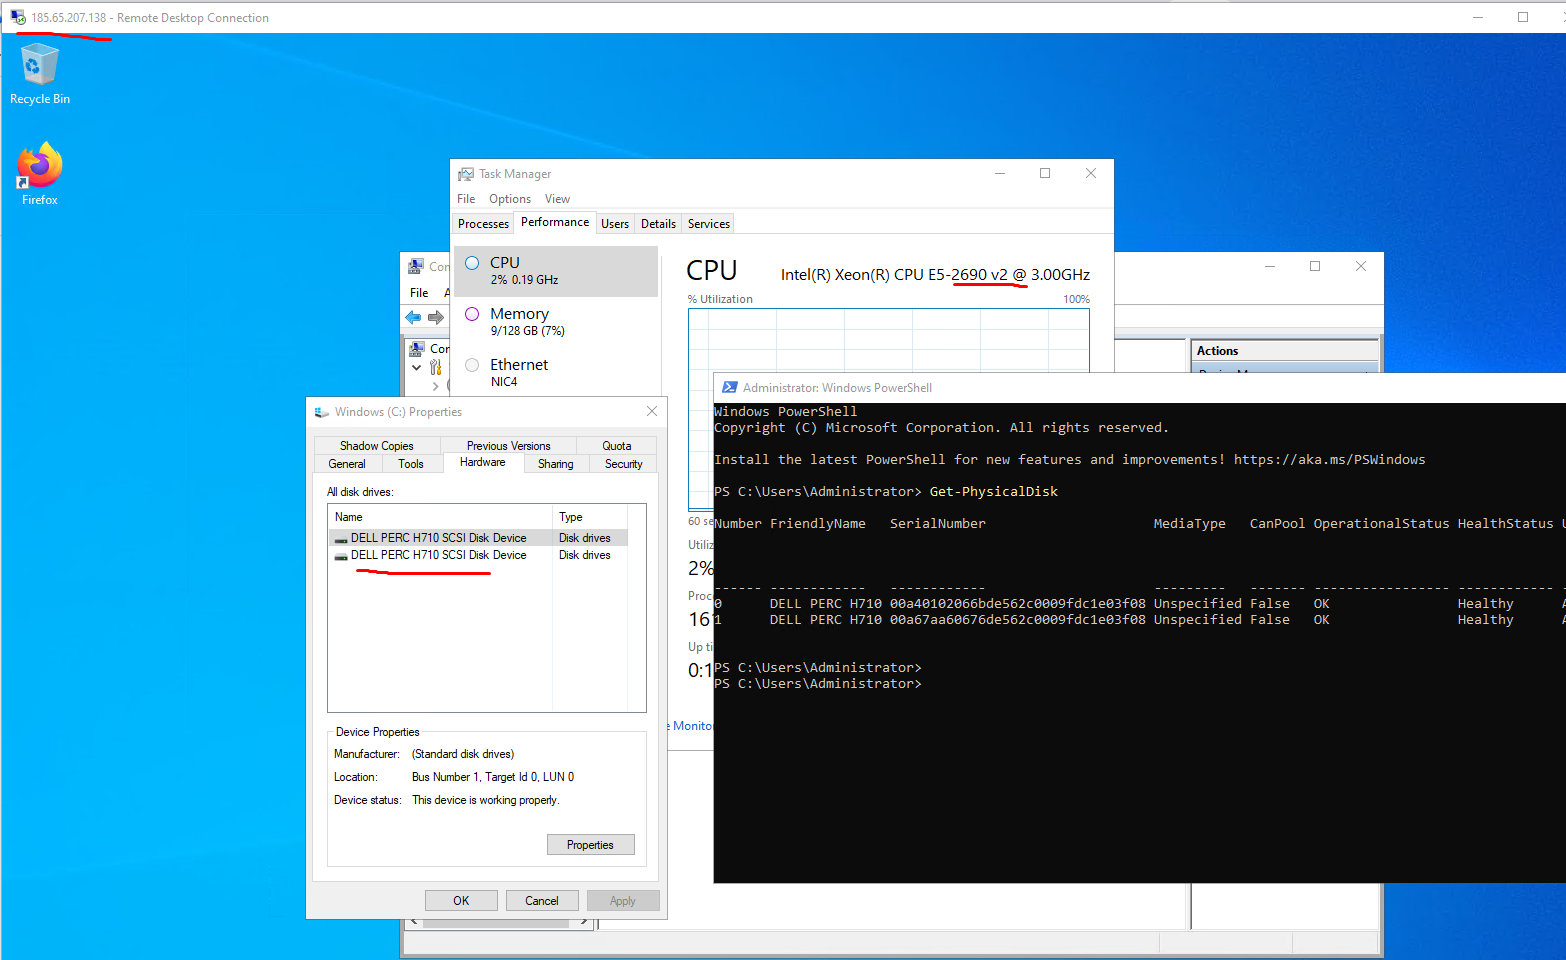 185.65.207.138 - Remote Desktop Connection
Recycle Bin
Firefox
Task Manager
File Options View
Processes Performance Users Details Services
CPU
2% 0.19 GHz
Memory
9/128 GB (7%)
Ethernet
NIC4
CPU Intel(R) Xeon(R) CPU E5-2690 v2 @ 3.00GHz
% Utilization 100%
60 se
Utiliz
2%
Proc
16
Up ti
0:1
e Monitor
Con
File A
Con
Actions
Windows (C:) Properties
Shadow Copies Previous Versions Quota
General Tools Hardware Sharing Security
All disk drives:
Name Type
DELL PERC H710 SCSI Disk Device Disk drives
DELL PERC H710 SCSI Disk Device Disk drives
Device Properties
Manufacturer: (Standard disk drives)
Location: Bus Number 1, Target Id 0, LUN 0
Device status: This device is working properly.
Properties
OK Cancel Apply
Administrator: Windows PowerShell
Windows PowerShell
Copyright (C) Microsoft Corporation. All rights reserved.
Install the latest PowerShell for new features and improvements! https://aka.ms/PSWindows
PS C:\Users\Administrator> Get-PhysicalDisk
Number FriendlyName SerialNumber MediaType CanPool OperationalStatus HealthStatus U
------ ------------ ------------ --------- ------- ----------------- ------------ -
0 DELL PERC H710 00a40102066bde562c0009fdc1e03f08 Unspecified False OK Healthy A
1 DELL PERC H710 00a67aa60676de562c0009fdc1e03f08 Unspecified False OK Healthy A
PS C:\Users\Administrator>
PS C:\Users\Administrator>